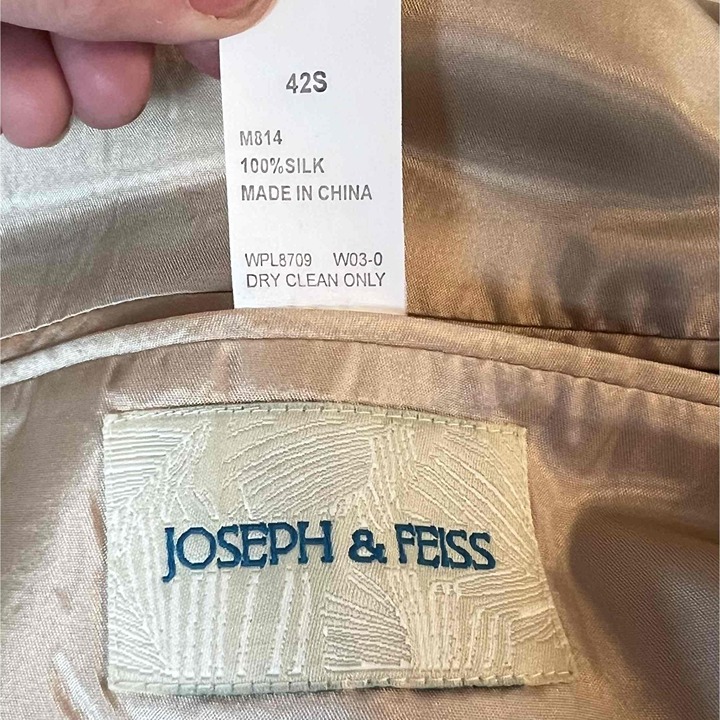 42S
M814
100%SILK
MADE IN CHINA
WPL8709 W03-0
DRY CLEAN ONLY
JOSEPH & FEISS